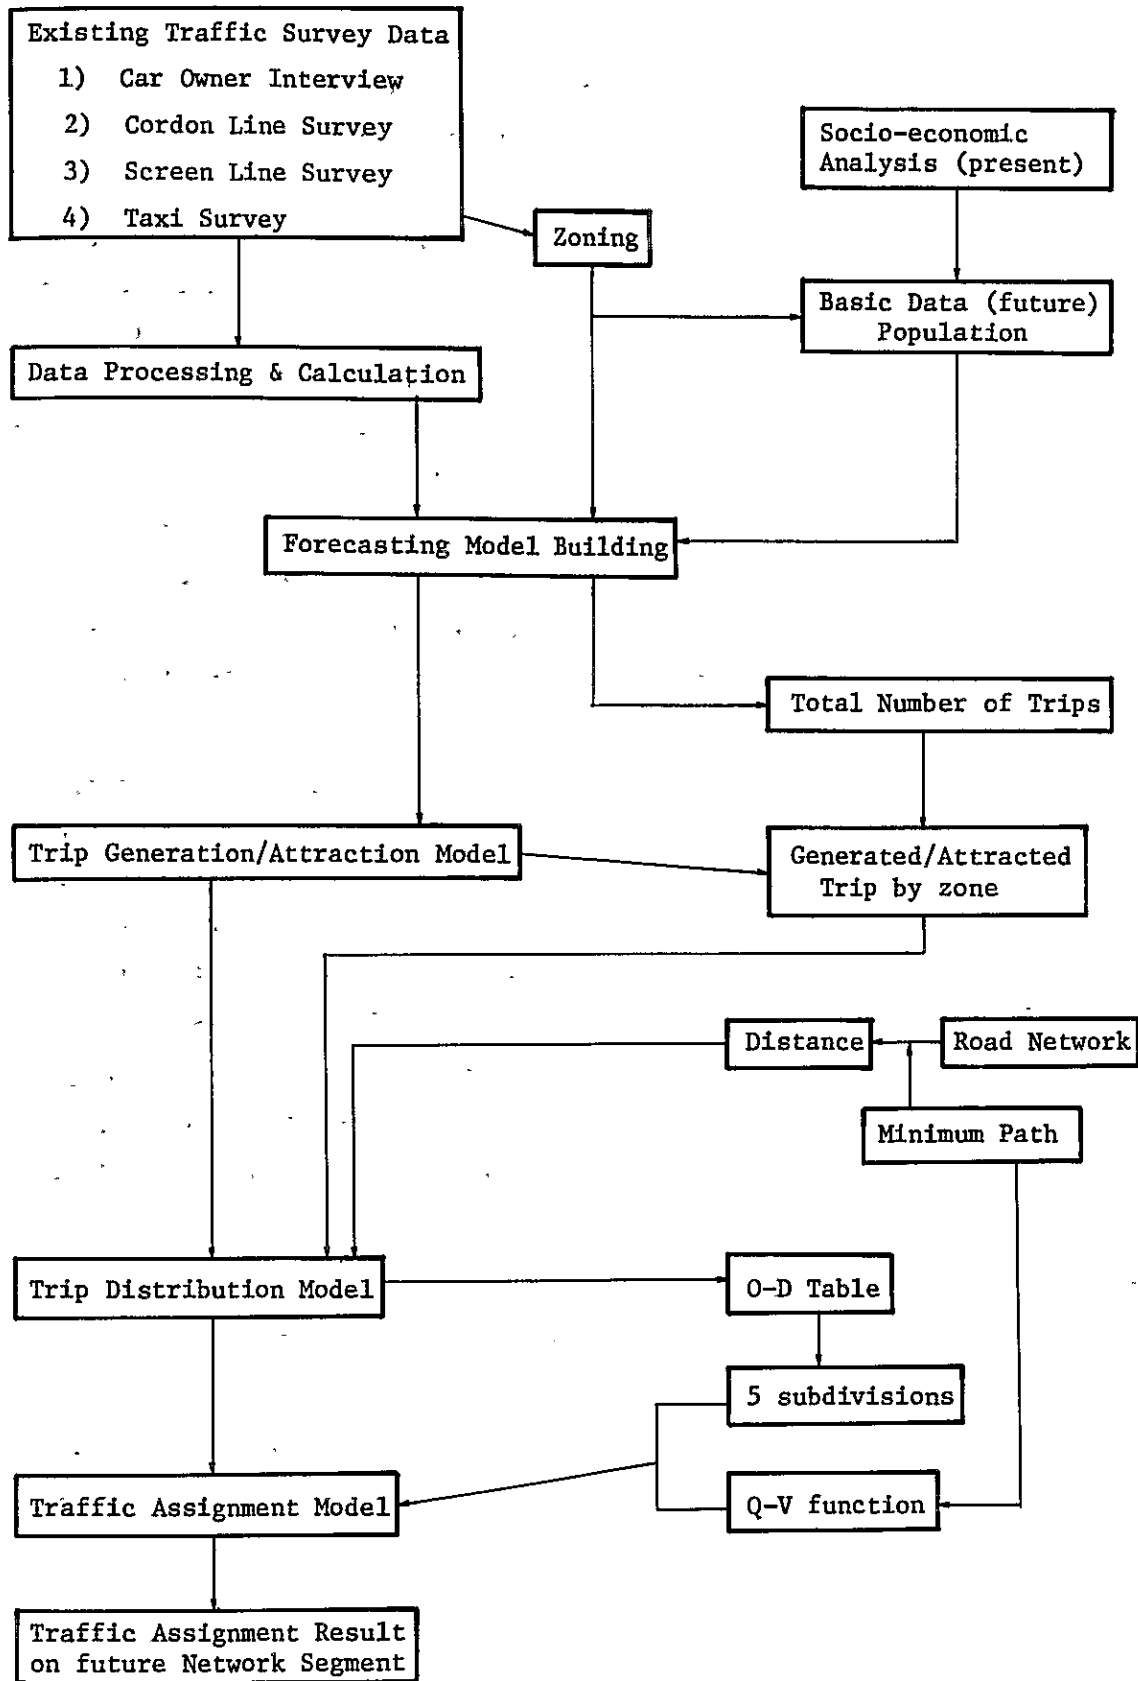 Existing Traffic Survey Data
1) Car Owner Interview
2) Cordon Line Survey
3) Screen Line Survey
4) Taxi Survey
Socio-economic
Analysis (present)
Zoning
Basic Data (future)
Population
Data Processing & Calculation
Forecasting Model Building
Total Number of Trips
Trip Generation/Attraction Model
Generated/Attracted
Trip by zone
Distance
Road Network
Minimum Path
Trip Distribution Model
O-D Table
5 subdivisions
Traffic Assignment Model
Q-V function
Traffic Assignment Result
on future Network Segment